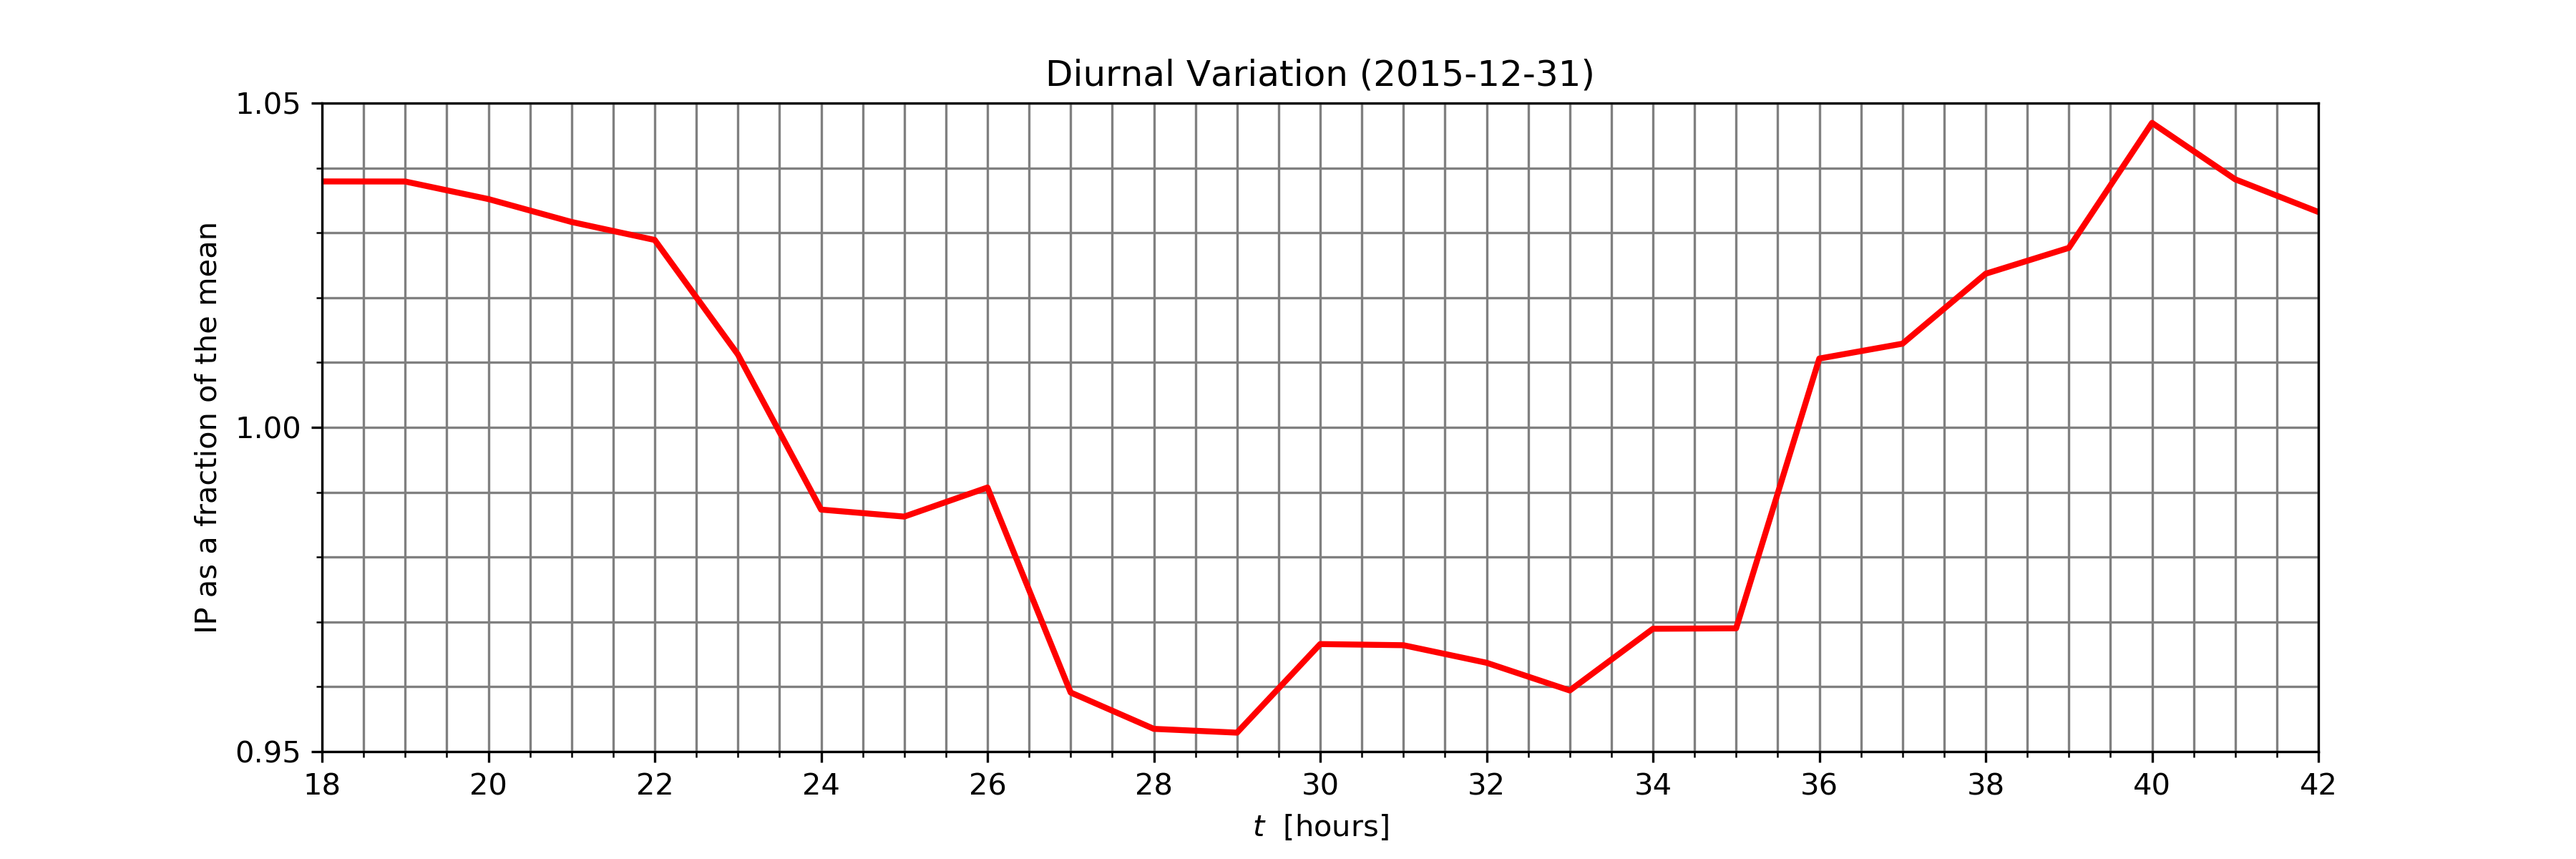 Diurnal Variation (2015-12-31)
IP as a fraction of the mean
1.05
1.00
0.95
18 20 22 24 26 28 30 32 34 36 38 40 42
t [hours]